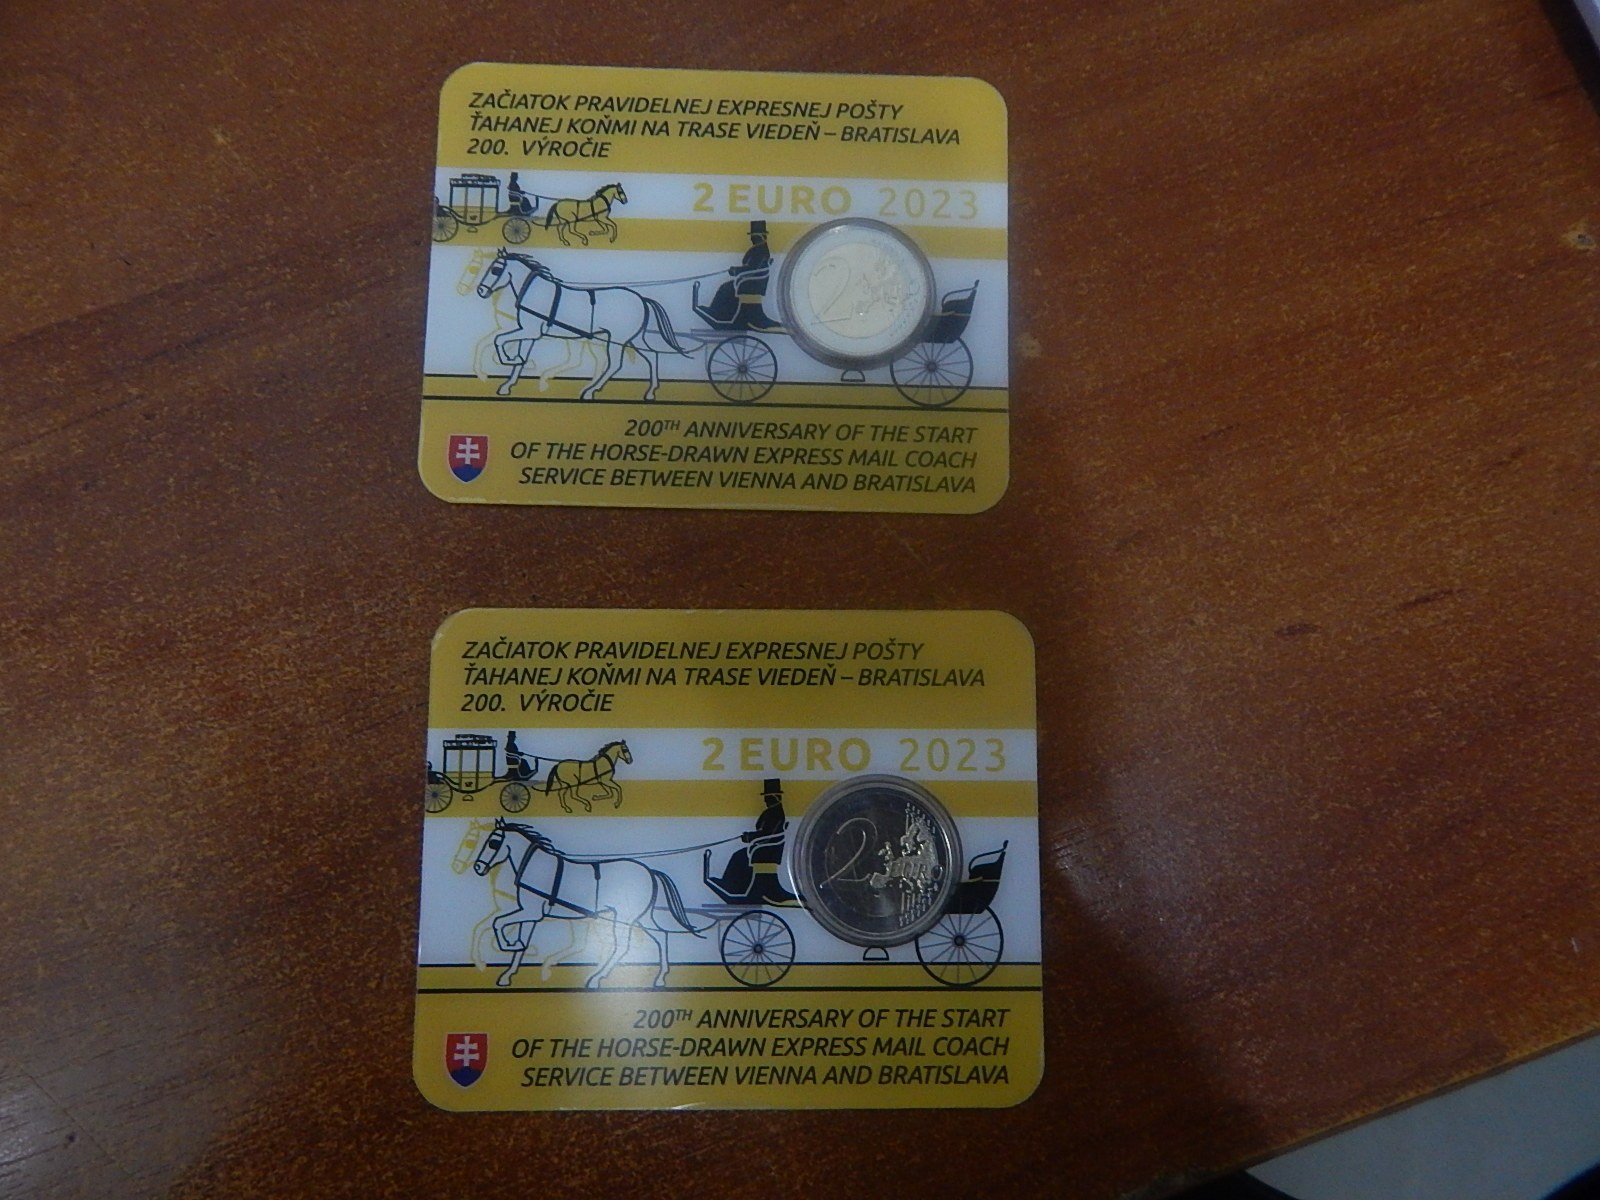 ZAČIATOK PRAVIDELNEJ EXPRESNEJ POŠTY
ŤAHANEJ KOŇMI NA TRASE VIEDEŇ – BRATISLAVA
200. VÝROČIE
2 EURO 2023
2
200TH ANNIVERSARY OF THE START
OF THE HORSE-DRAWN EXPRESS MAIL COACH
SERVICE BETWEEN VIENNA AND BRATISLAVA
ZAČIATOK PRAVIDELNEJ EXPRESNEJ POŠTY
ŤAHANEJ KOŇMI NA TRASE VIEDEŇ – BRATISLAVA
200. VÝROČIE
2 EURO 2023
2 EURO
200TH ANNIVERSARY OF THE START
OF THE HORSE-DRAWN EXPRESS MAIL COACH
SERVICE BETWEEN VIENNA AND BRATISLAVA